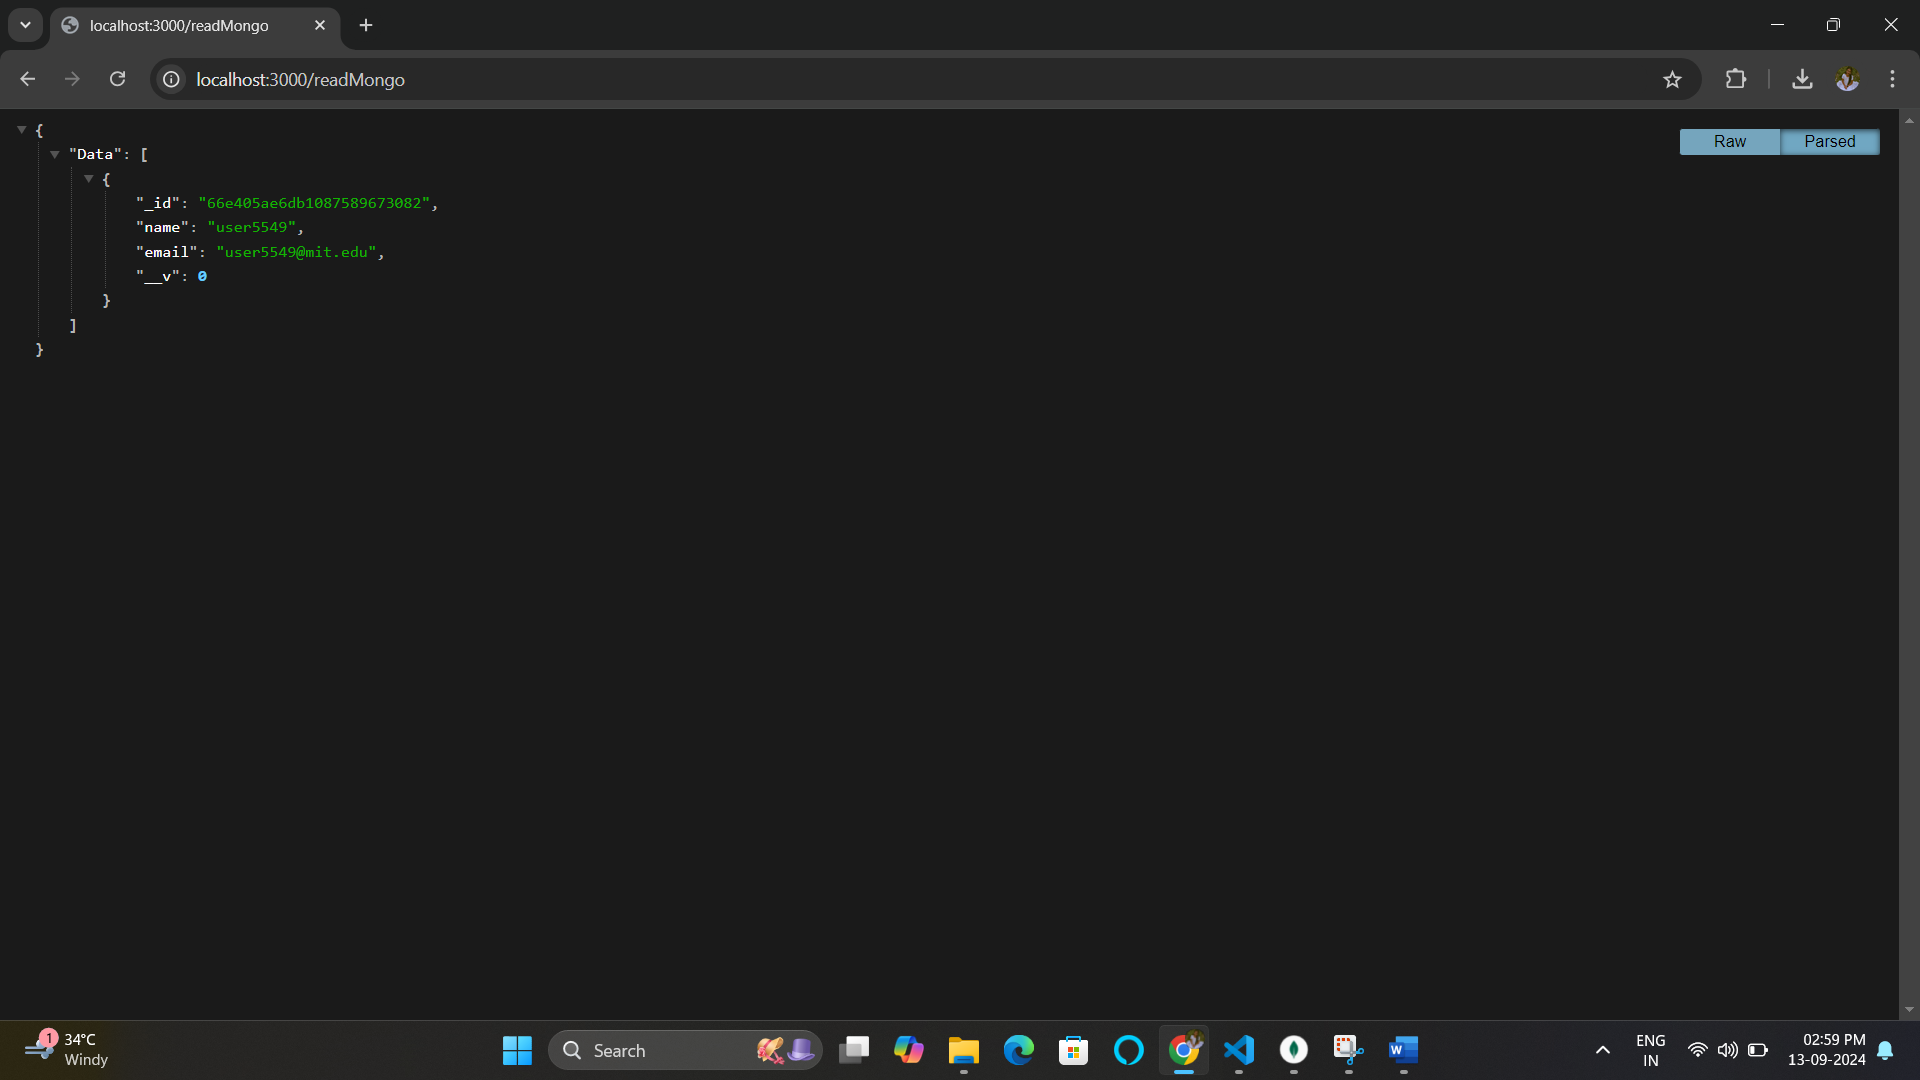 localhost:3000/readMongo
localhost:3000/readMongo
Raw Parsed
{
"Data": [
{
"_id": "66e405ae6db1087589673082",
"name": "user5549",
"email": "user5549@mit.edu",
"__v": 0
}
]
}
1
34°C
Windy
Search
W
ENG
IN
02:59 PM
13-09-2024